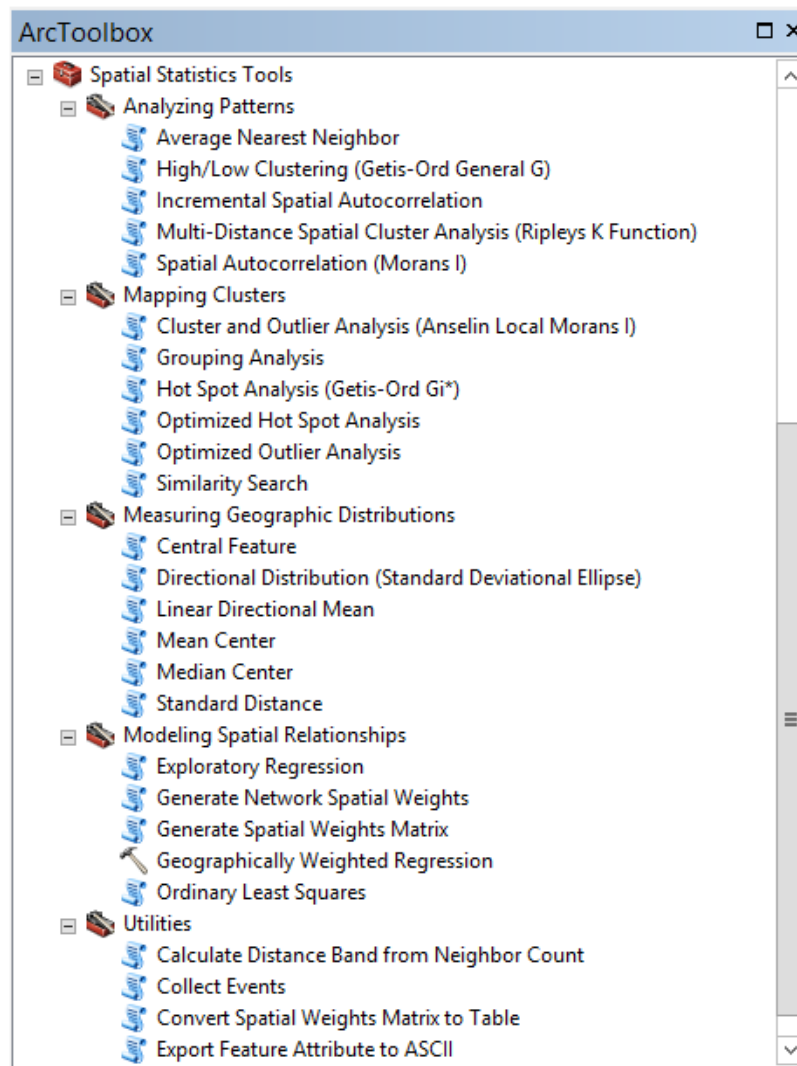 ArcToolbox
Spatial Statistics Tools
Analyzing Patterns
Average Nearest Neighbor
High/Low Clustering (Getis-Ord General G)
Incremental Spatial Autocorrelation
Multi-Distance Spatial Cluster Analysis (Ripleys K Function)
Spatial Autocorrelation (Morans I)
Mapping Clusters
Cluster and Outlier Analysis (Anselin Local Morans I)
Grouping Analysis
Hot Spot Analysis (Getis-Ord Gi*)
Optimized Hot Spot Analysis
Optimized Outlier Analysis
Similarity Search
Measuring Geographic Distributions
Central Feature
Directional Distribution (Standard Deviational Ellipse)
Linear Directional Mean
Mean Center
Median Center
Standard Distance
Modeling Spatial Relationships
Exploratory Regression
Generate Network Spatial Weights
Generate Spatial Weights Matrix
Geographically Weighted Regression
Ordinary Least Squares
Utilities
Calculate Distance Band from Neighbor Count
Collect Events
Convert Spatial Weights Matrix to Table
Export Feature Attribute to ASCII